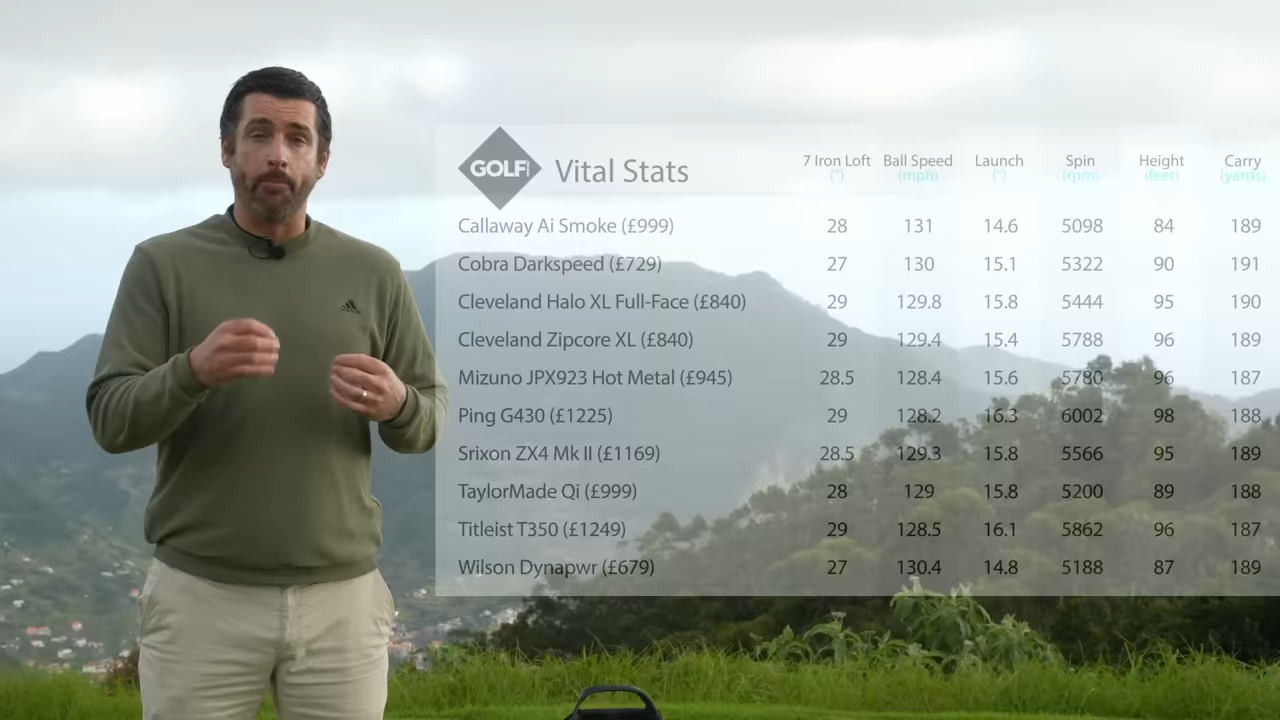 GOLF
Vital Stats
7 Iron Loft Ball Speed Launch Spin Height Carry
(°) (mph) (°) (rpm) (feet) (yards)
Callaway Ai Smoke (£999) 28 131 14.6 5098 84 189
Cobra Darkspeed (£729) 27 130 15.1 5322 90 191
Cleveland Halo XL Full-Face (£840) 29 129.8 15.8 5444 95 190
Cleveland Zipcore XL (£840) 29 129.4 15.4 5788 96 189
Mizuno JPX923 Hot Metal (£945) 28.5 128.4 15.6 5780 96 187
Ping G430 (£1225) 29 128.2 16.3 6002 98 188
Srixon ZX4 Mk II (£1169) 28.5 129.3 15.8 5566 95 189
TaylorMade Qi (£999) 28 129 15.8 5200 89 188
Titleist T350 (£1249) 29 128.5 16.1 5862 96 187
Wilson Dynapwr (£679) 27 130.4 14.8 5188 87 189